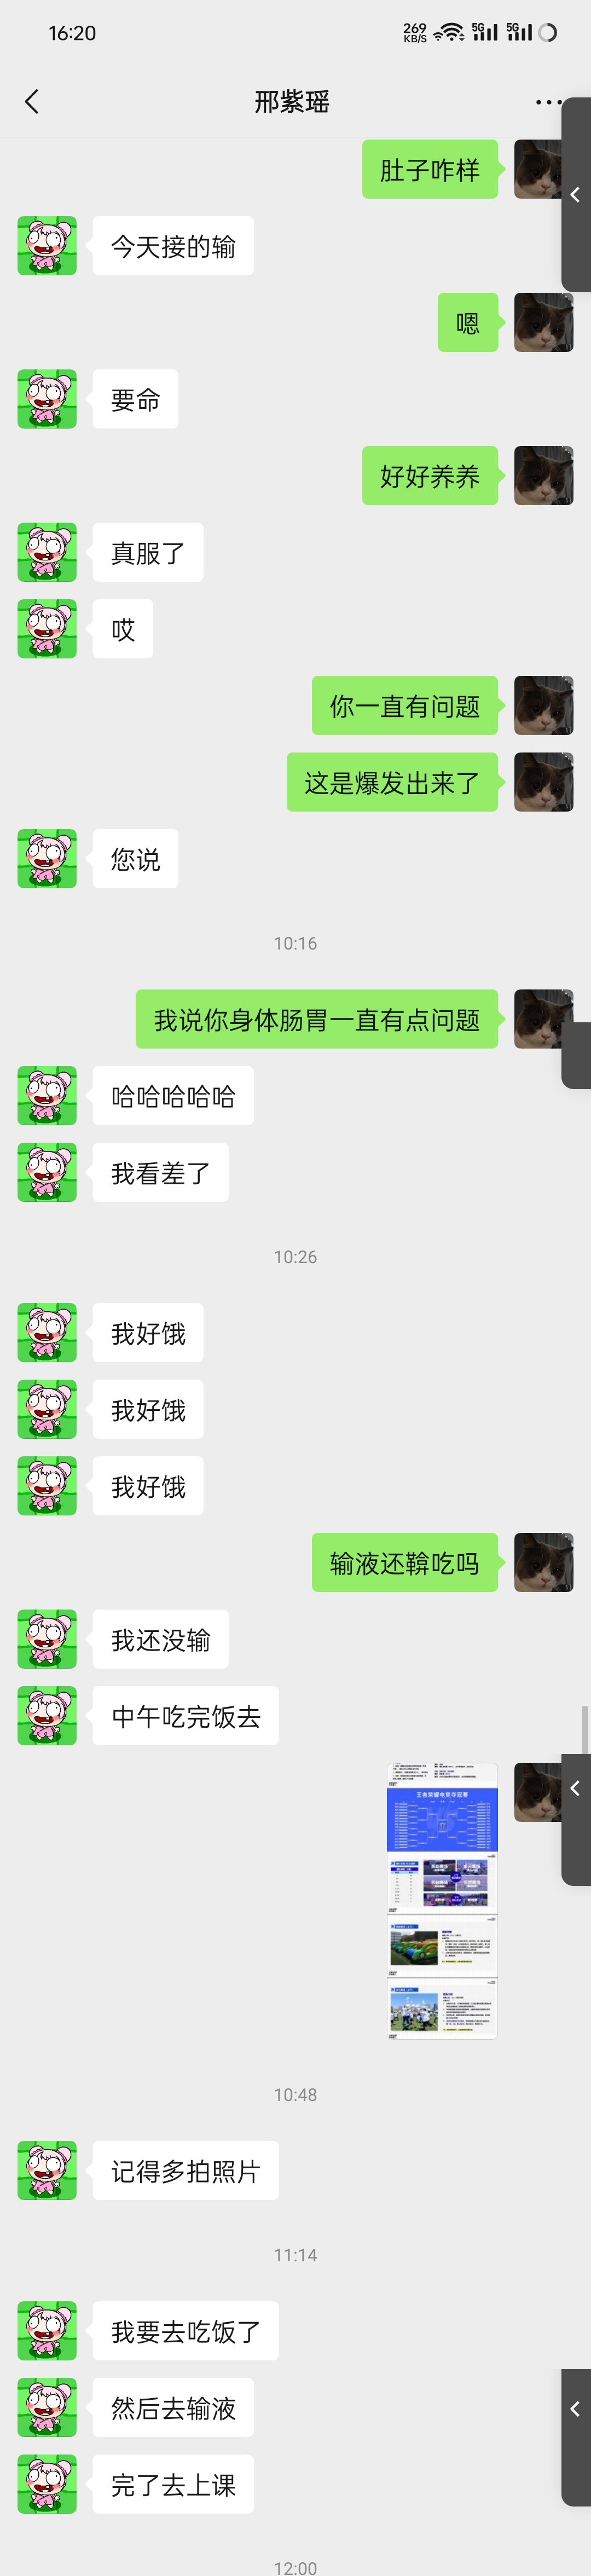 16:20
269
KB/S
5G
5G
邢紫瑶
肚子咋样
今天接的输
嗯
要命
好好养养
真服了
哎
你一直有问题
这是爆发出来了
您说
10:16
我说你身体肠胃一直有点问题
哈哈哈哈哈
我看差了
10:26
我好饿
我好饿
我好饿
输液还鞥吃吗
我还没输
中午吃完饭去
王者荣耀电竞夺冠赛
10:48
记得多拍照片
11:14
我要去吃饭了
然后去输液
完了去上课
12:00